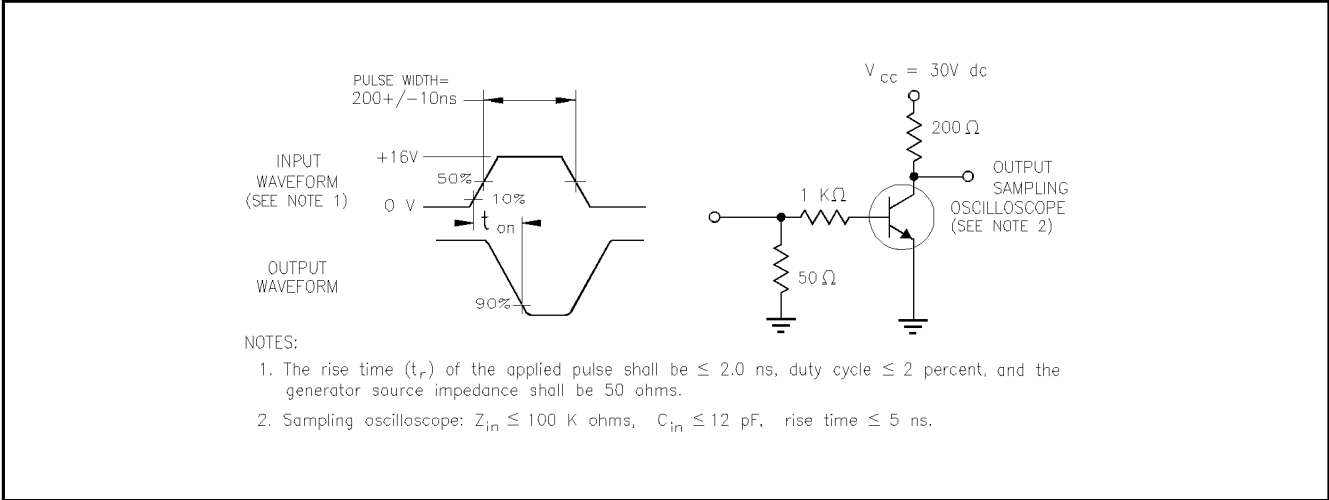 PULSE WIDTH=
200+/-10ns
INPUT
WAVEFORM
(SEE NOTE 1)
+16V
50%
10%
0 V
t on
OUTPUT
WAVEFORM
90%
V CC = 30V dc
200 Ω
1 KΩ
50 Ω
OUTPUT
SAMPLING
OSCILLOSCOPE
(SEE NOTE 2)
NOTES:
1. The rise time (tr) of the applied pulse shall be ≤ 2.0 ns, duty cycle ≤ 2 percent, and the
generator source impedance shall be 50 ohms.
2. Sampling oscilloscope: Zin ≤ 100 K ohms, Cin ≤ 12 pF, rise time ≤ 5 ns.